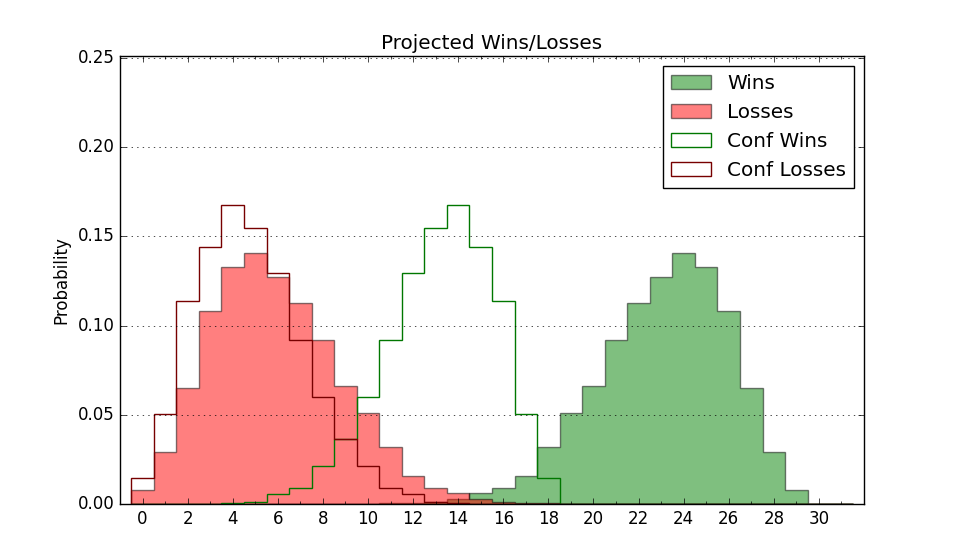 Projected Wins/Losses
0.25
0.20
0.15
0.10
0.05
0.00
Probability
Wins
Losses
Conf Wins
Conf Losses
0 2 4 6 8 10 12 14 16 18 20 22 24 26 28 30